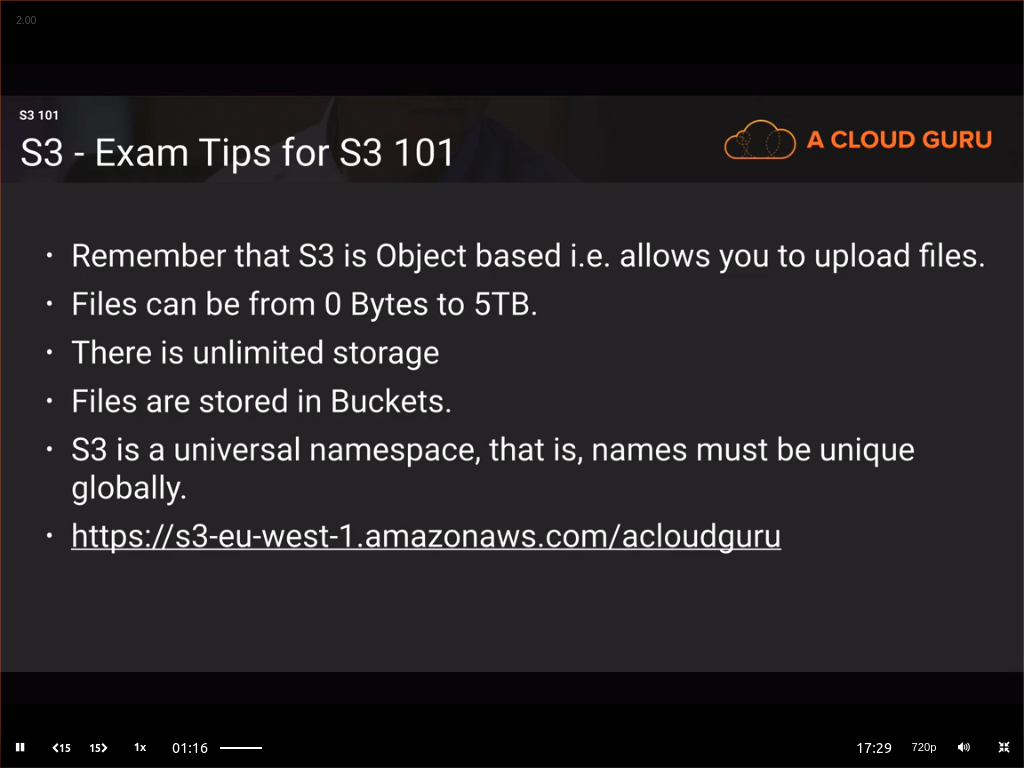 2.00
S3 101
S3 - Exam Tips for S3 101
A CLOUD GURU
• Remember that S3 is Object based i.e. allows you to upload files.
• Files can be from 0 Bytes to 5TB.
• There is unlimited storage
• Files are stored in Buckets.
• S3 is a universal namespace, that is, names must be unique
globally.
• https://s3-eu-west-1.amazonaws.com/acloudguru
15 15 1x 01:16 17:29 720p